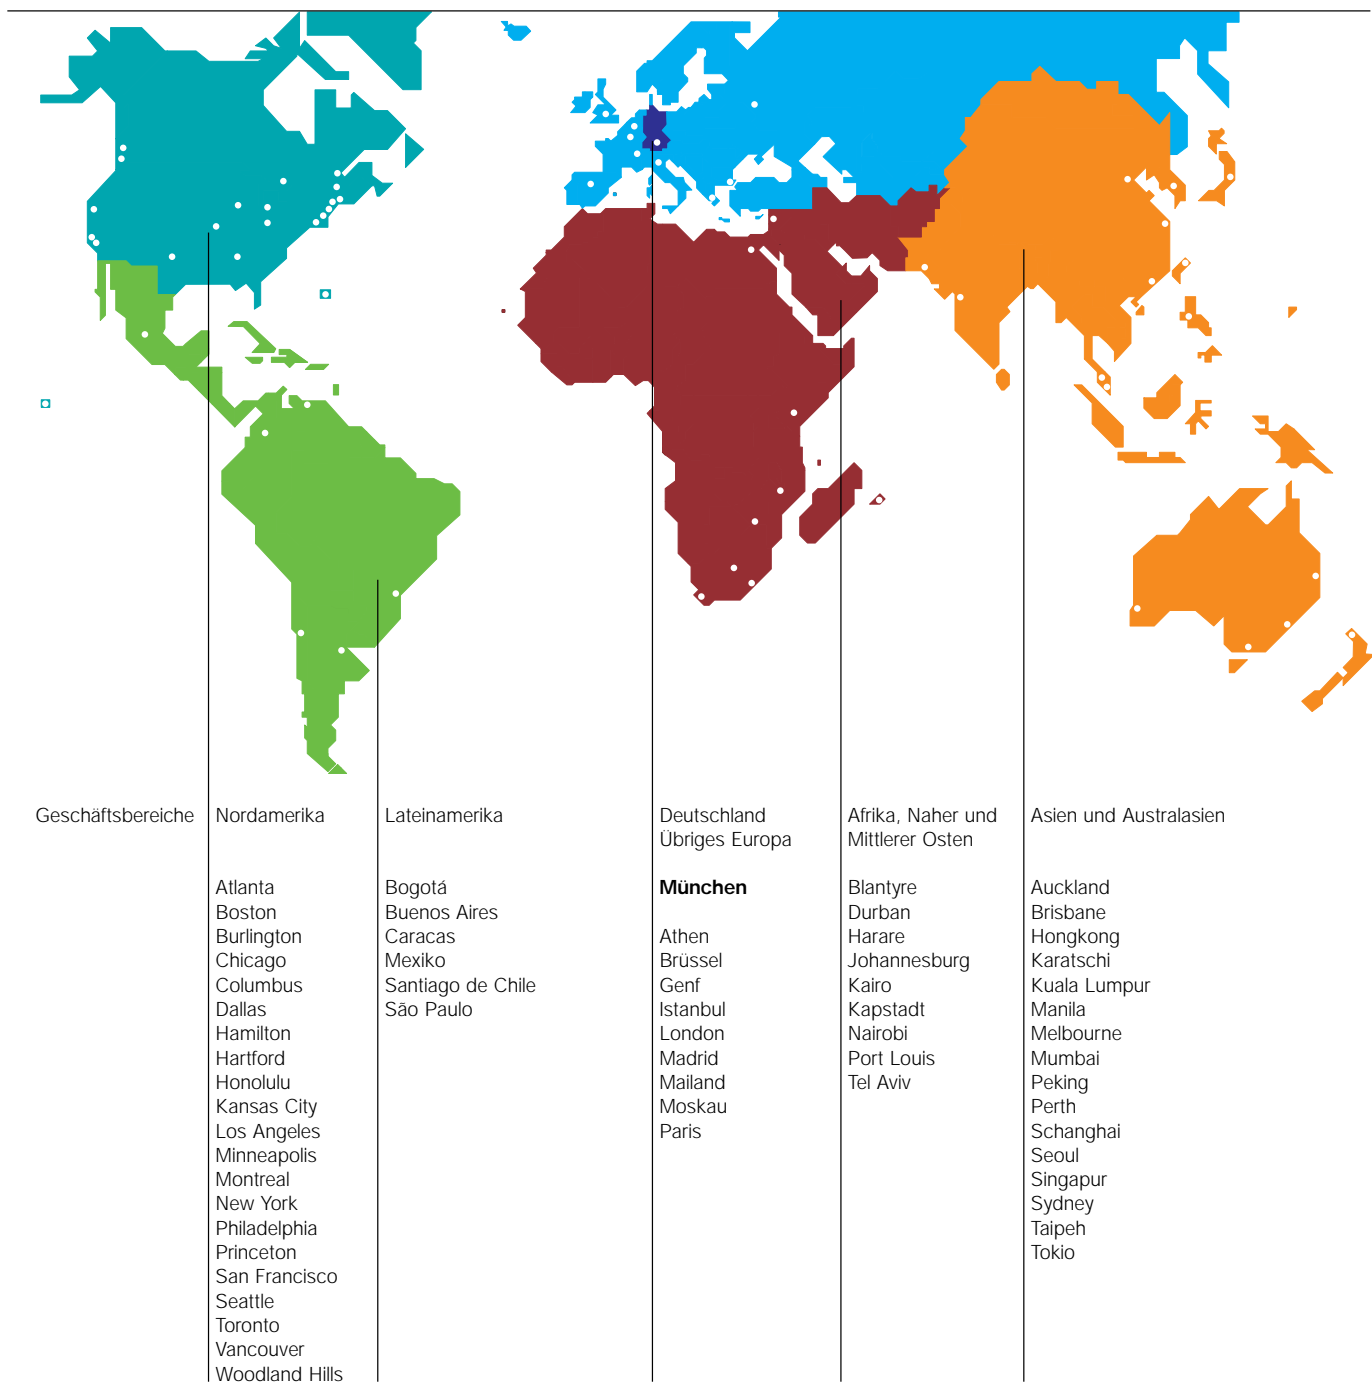 Geschäftsbereiche
Nordamerika
Atlanta
Boston
Burlington
Chicago
Columbus
Dallas
Hamilton
Hartford
Honolulu
Kansas City
Los Angeles
Minneapolis
Montreal
New York
Philadelphia
Princeton
San Francisco
Seattle
Toronto
Vancouver
Woodland Hills
Lateinamerika
Bogotá
Buenos Aires
Caracas
Mexiko
Santiago de Chile
São Paulo
Deutschland
Übriges Europa
München
Athen
Brüssel
Genf
Istanbul
London
Madrid
Mailand
Moskau
Paris
Afrika, Naher und
Mittlerer Osten
Blantyre
Durban
Harare
Johannesburg
Kairo
Kapstadt
Nairobi
Port Louis
Tel Aviv
Asien und Australasien
Auckland
Brisbane
Hongkong
Karatschi
Kuala Lumpur
Manila
Melbourne
Mumbai
Peking
Perth
Schanghai
Seoul
Singapur
Sydney
Taipeh
Tokio